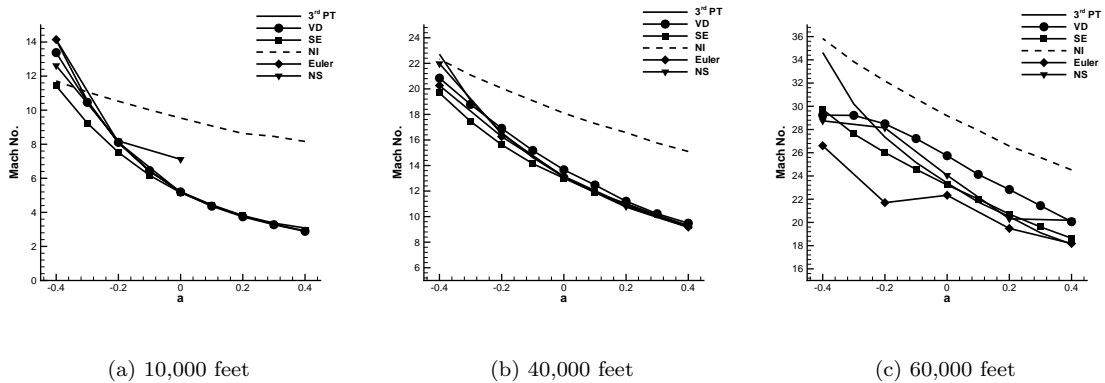 Mach No.
14
12
10
8
6
4
2
0
-0.4
-0.2
0
0.2
0.4
a
3rd PT
VD
SE
NI
Euler
NS
(a) 10,000 feet
Mach No.
24
22
20
18
16
14
12
10
8
6
-0.4
-0.2
0
0.2
0.4
a
3rd PT
VD
SE
NI
Euler
NS
(b) 40,000 feet
Mach No.
36
34
32
30
28
26
24
22
20
18
16
-0.4
-0.2
0
0.2
0.4
a
3rd PT
VD
SE
NI
Euler
NS
(c) 60,000 feet